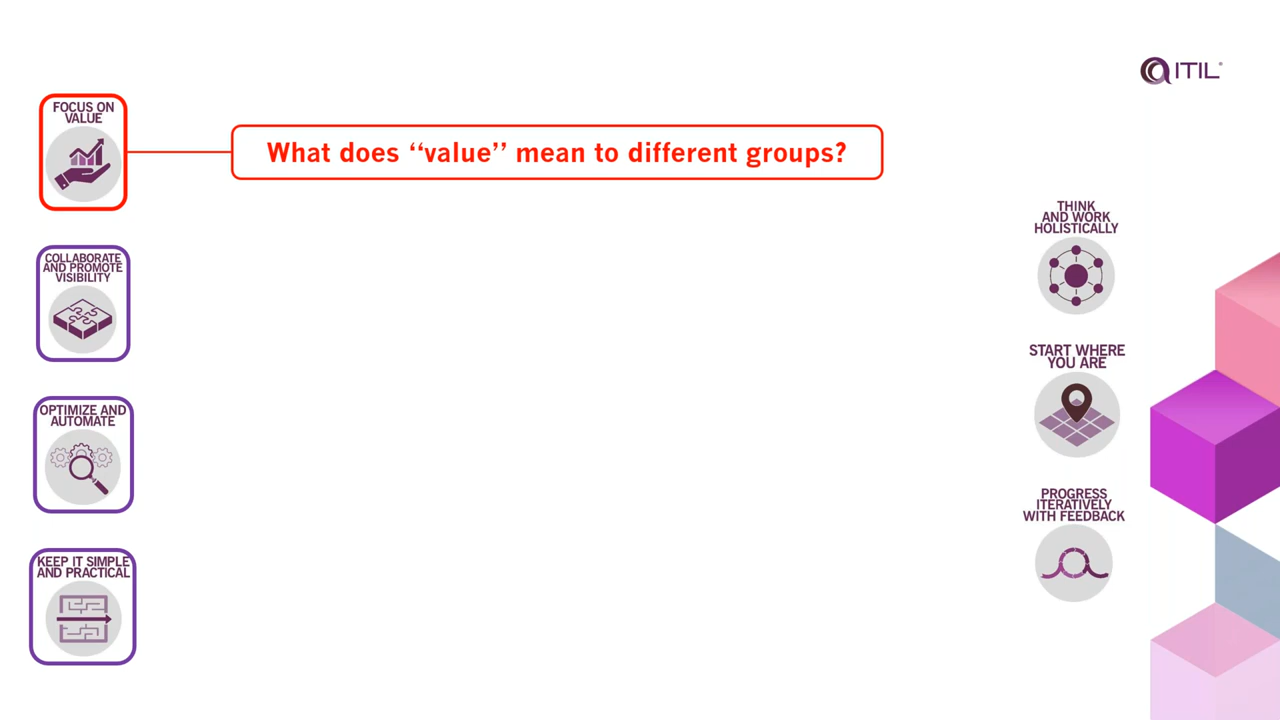 ITIL
FOCUS ON
VALUE
What does “value” mean to different groups?
COLLABORATE
AND PROMOTE
VISIBILITY
OPTIMIZE AND
AUTOMATE
KEEP IT SIMPLE
AND PRACTICAL
THINK
AND WORK
HOLISTICALLY
START WHERE
YOU ARE
PROGRESS
ITERATIVELY
WITH FEEDBACK